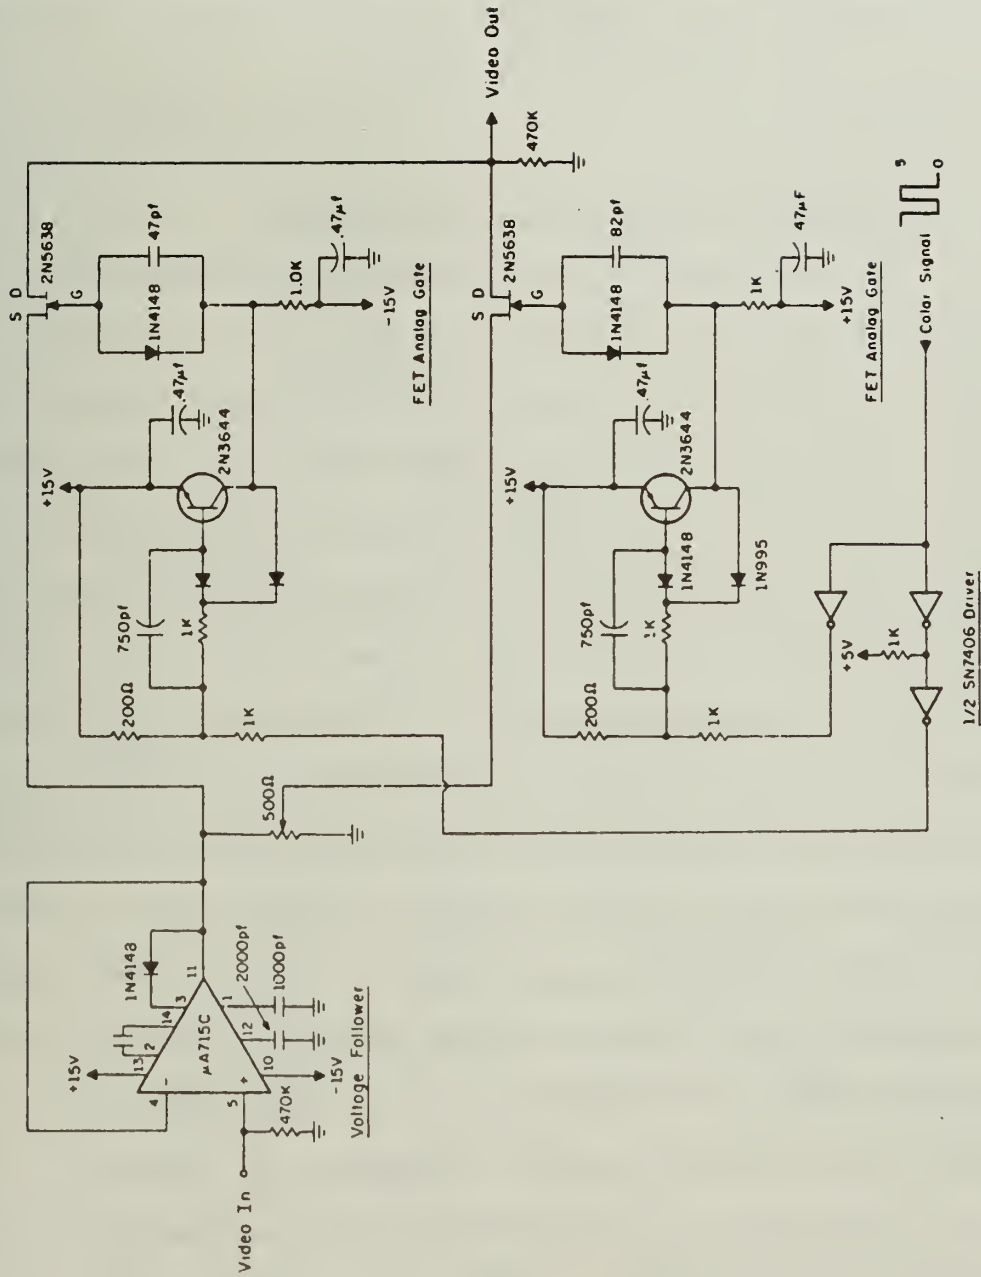 Video In
470K
5
4
+
-
µA715C
+15V
13
2
14
3
1N4148
11
1
12
10
2000pf
1000pf
-15V
Voltage Follower
500Ω
200Ω
1K
750pf
1K
+15V
.47µf
2N3644
S
D
G
2N5638
1N4148
47pf
1.0K
.47µf
-15V
FET Analog Gate
200Ω
1K
750pf
1K
1N4148
1N995
+15V
.47µf
2N3644
S
D
G
2N5638
1N4148
82pf
1K
47µF
+15V
FET Analog Gate
Video Out
470K
+5V
1K
1/2 SN7406 Driver
Color Signal
5
0